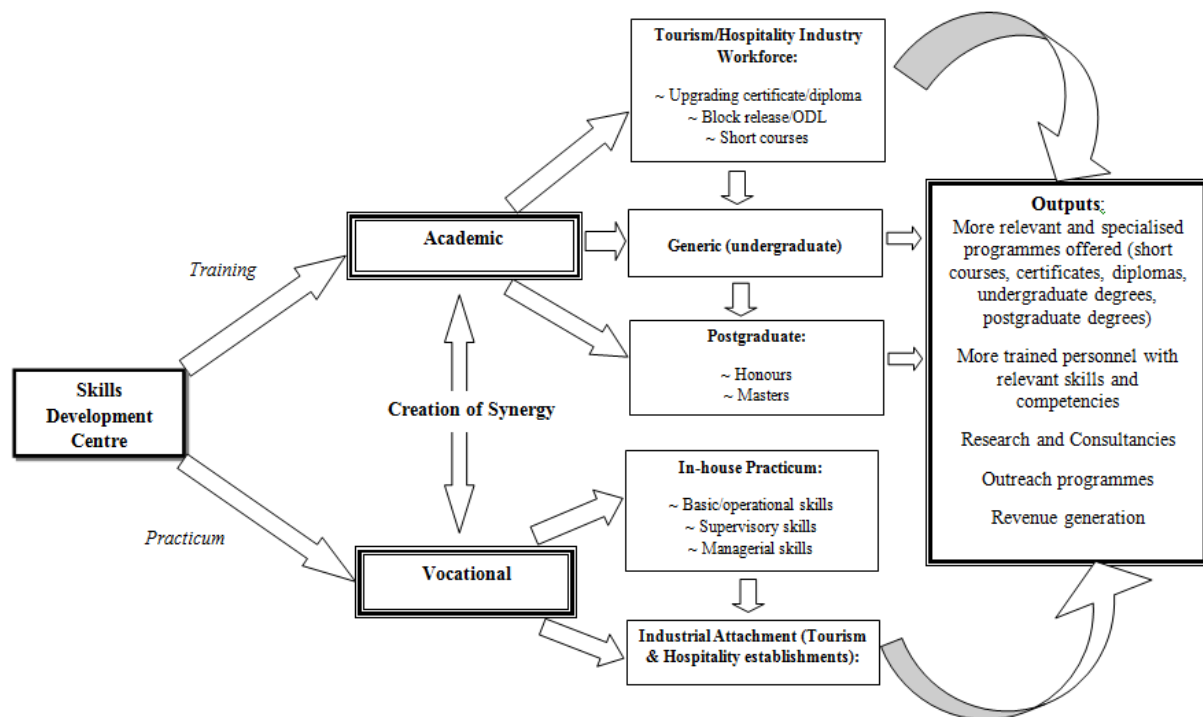 Tourism/Hospitality Industry
Workforce:
~ Upgrading certificate/diploma
~ Block release/ODL
~ Short courses
Academic
Generic (undergraduate)
Training
Postgraduate:
~ Honours
~ Masters
Skills
Development
Centre
Creation of Synergy
In-house Practicum:
~ Basic/operational skills
~ Supervisory skills
~ Managerial skills
Practicum
Vocational
Industrial Attachment (Tourism
& Hospitality establishments):
Outputs:
More relevant and specialised
programmes offered (short
courses, certificates, diplomas,
undergraduate degrees,
postgraduate degrees)
More trained personnel with
relevant skills and
competencies
Research and Consultancies
Outreach programmes
Revenue generation